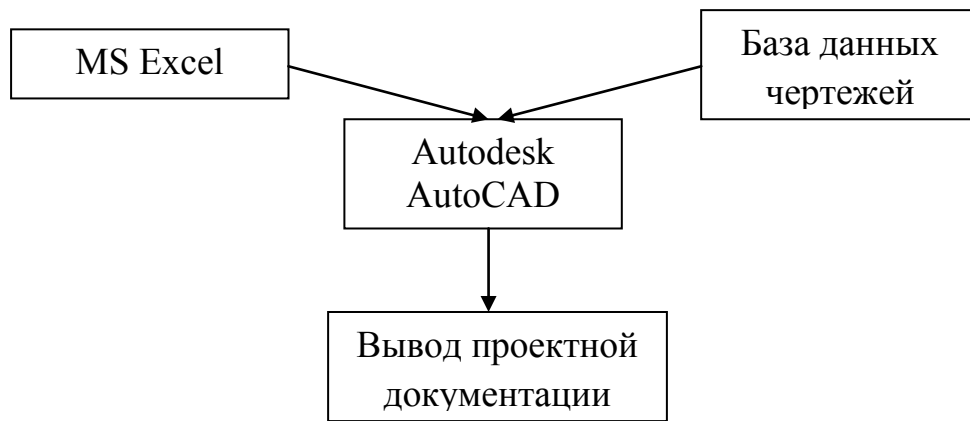 MS Excel
База данных
чертежей
Autodesk
AutoCAD
Вывод проектной
документации